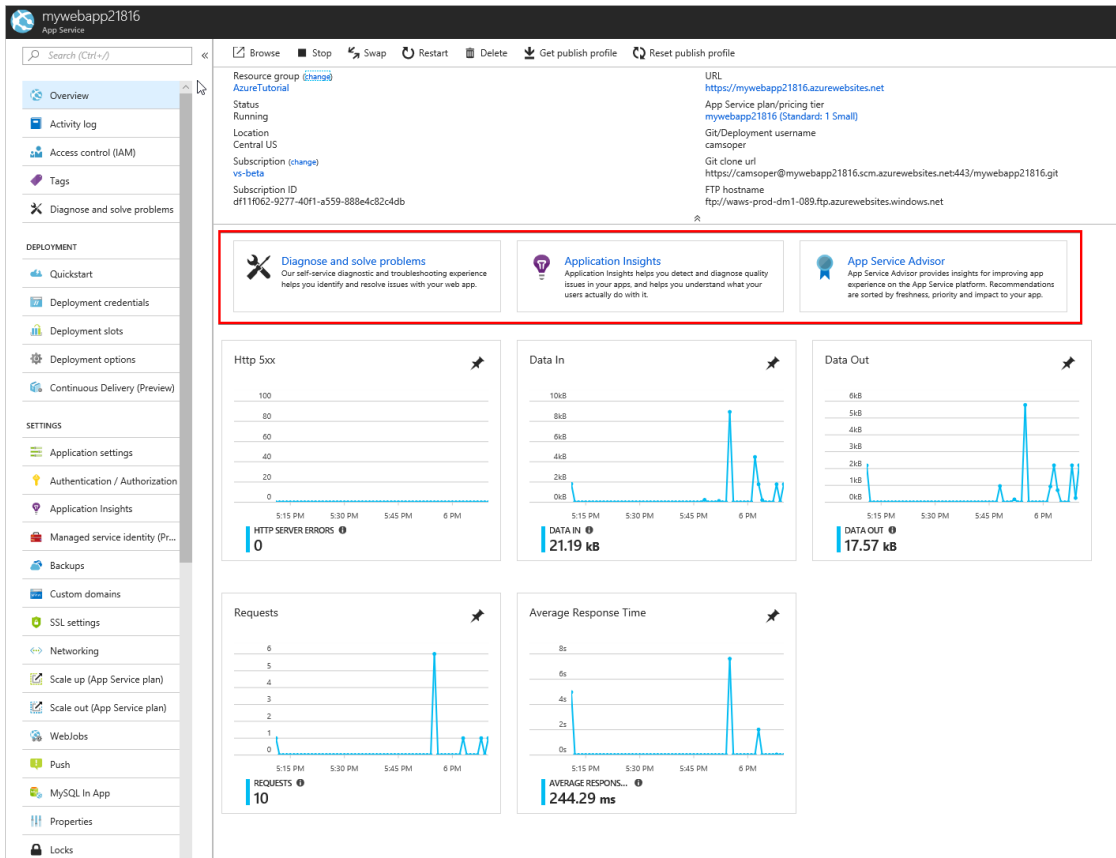 mywebapp21816
App Service
Search (Ctrl+/)
«
Overview
Activity log
Access control (IAM)
Tags
Diagnose and solve problems
DEPLOYMENT
Quickstart
Deployment credentials
Deployment slots
Deployment options
Continuous Delivery (Preview)
SETTINGS
Application settings
Authentication / Authorization
Application Insights
Managed service identity (Pr...
Backups
Custom domains
SSL settings
Networking
Scale up (App Service plan)
Scale out (App Service plan)
WebJobs
Push
MySQL In App
Properties
Locks
Browse Stop Swap Restart Delete Get publish profile Reset publish profile
Resource group (change)
AzureTutorial
Status
Running
Location
Central US
Subscription (change)
vs-beta
Subscription ID
df11f062-9277-40f1-a559-888e4c82c4db
URL
https://mywebapp21816.azurewebsites.net
App Service plan/pricing tier
mywebapp21816 (Standard: 1 Small)
Git/Deployment username
camsoper
Git clone url
https://camsoper@mywebapp21816.scm.azurewebsites.net:443/mywebapp21816.git
FTP hostname
ftp://waws-prod-dm1-089.ftp.azurewebsites.windows.net
Diagnose and solve problems
Our self-service diagnostic and troubleshooting experience
helps you identify and resolve issues with your web app.
Application Insights
Application Insights helps you detect and diagnose quality
issues in your apps, and helps you understand what your
users actually do with it.
App Service Advisor
App Service Advisor provides insights for improving app
experience on the App Service platform. Recommendations
are sorted by freshness, priority and impact to your app.
Http 5xx
100
80
60
40
20
0
5:15 PM 5:30 PM 5:45 PM 6 PM
HTTP SERVER ERRORS
0
Data In
10kB
8kB
6kB
4kB
2kB
0kB
5:15 PM 5:30 PM 5:45 PM 6 PM
DATA IN
21.19 kB
Data Out
6kB
5kB
4kB
3kB
2kB
1kB
0kB
5:15 PM 5:30 PM 5:45 PM 6 PM
DATA OUT
17.57 kB
Requests
6
5
4
3
2
1
0
5:15 PM 5:30 PM 5:45 PM 6 PM
REQUESTS
10
Average Response Time
8s
6s
4s
2s
0s
5:15 PM 5:30 PM 5:45 PM 6 PM
AVERAGE RESPONS...
244.29 ms